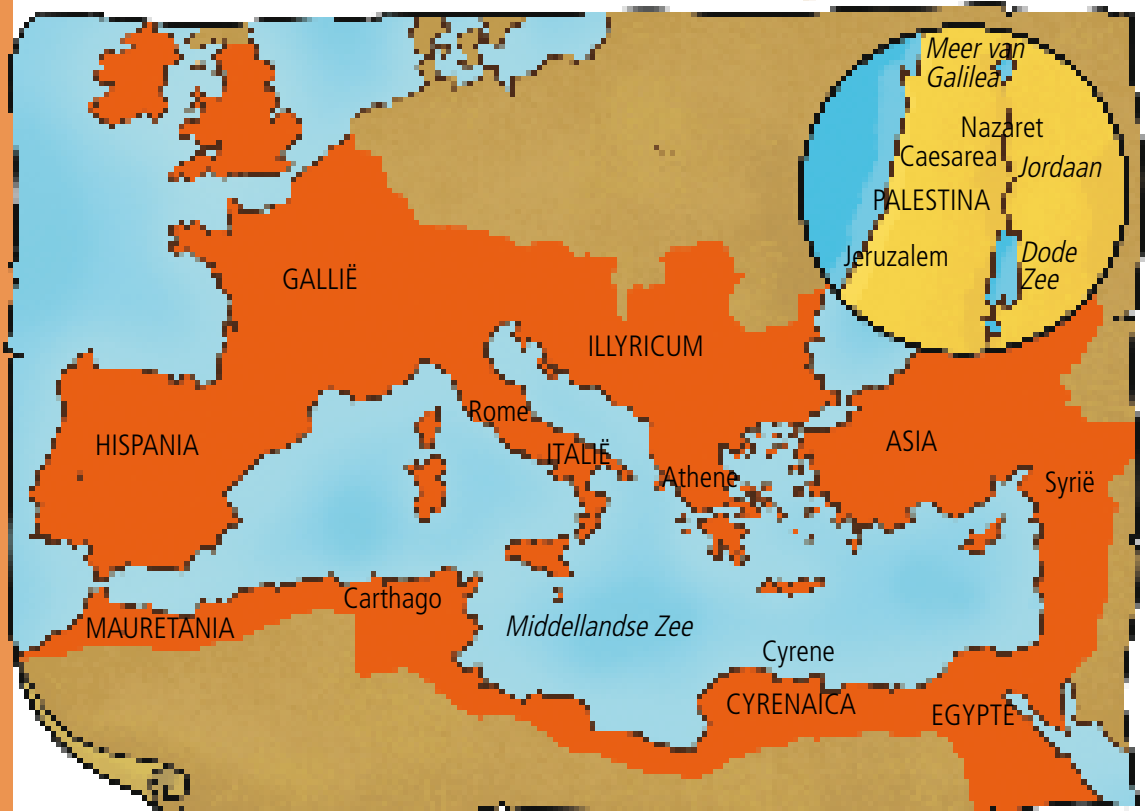 Meer van
Galilea
Nazaret
Caesarea
Jordaan
PALESTINA
Jeruzalem
Dode
Zee
GALLIË
ILLYRICUM
Rome
HISPANIA
ITALIË
ASIA
Athene
Syrië
Carthago
MAURETANIA
Middellandse Zee
Cyrene
CYRENAICA
EGYPTE